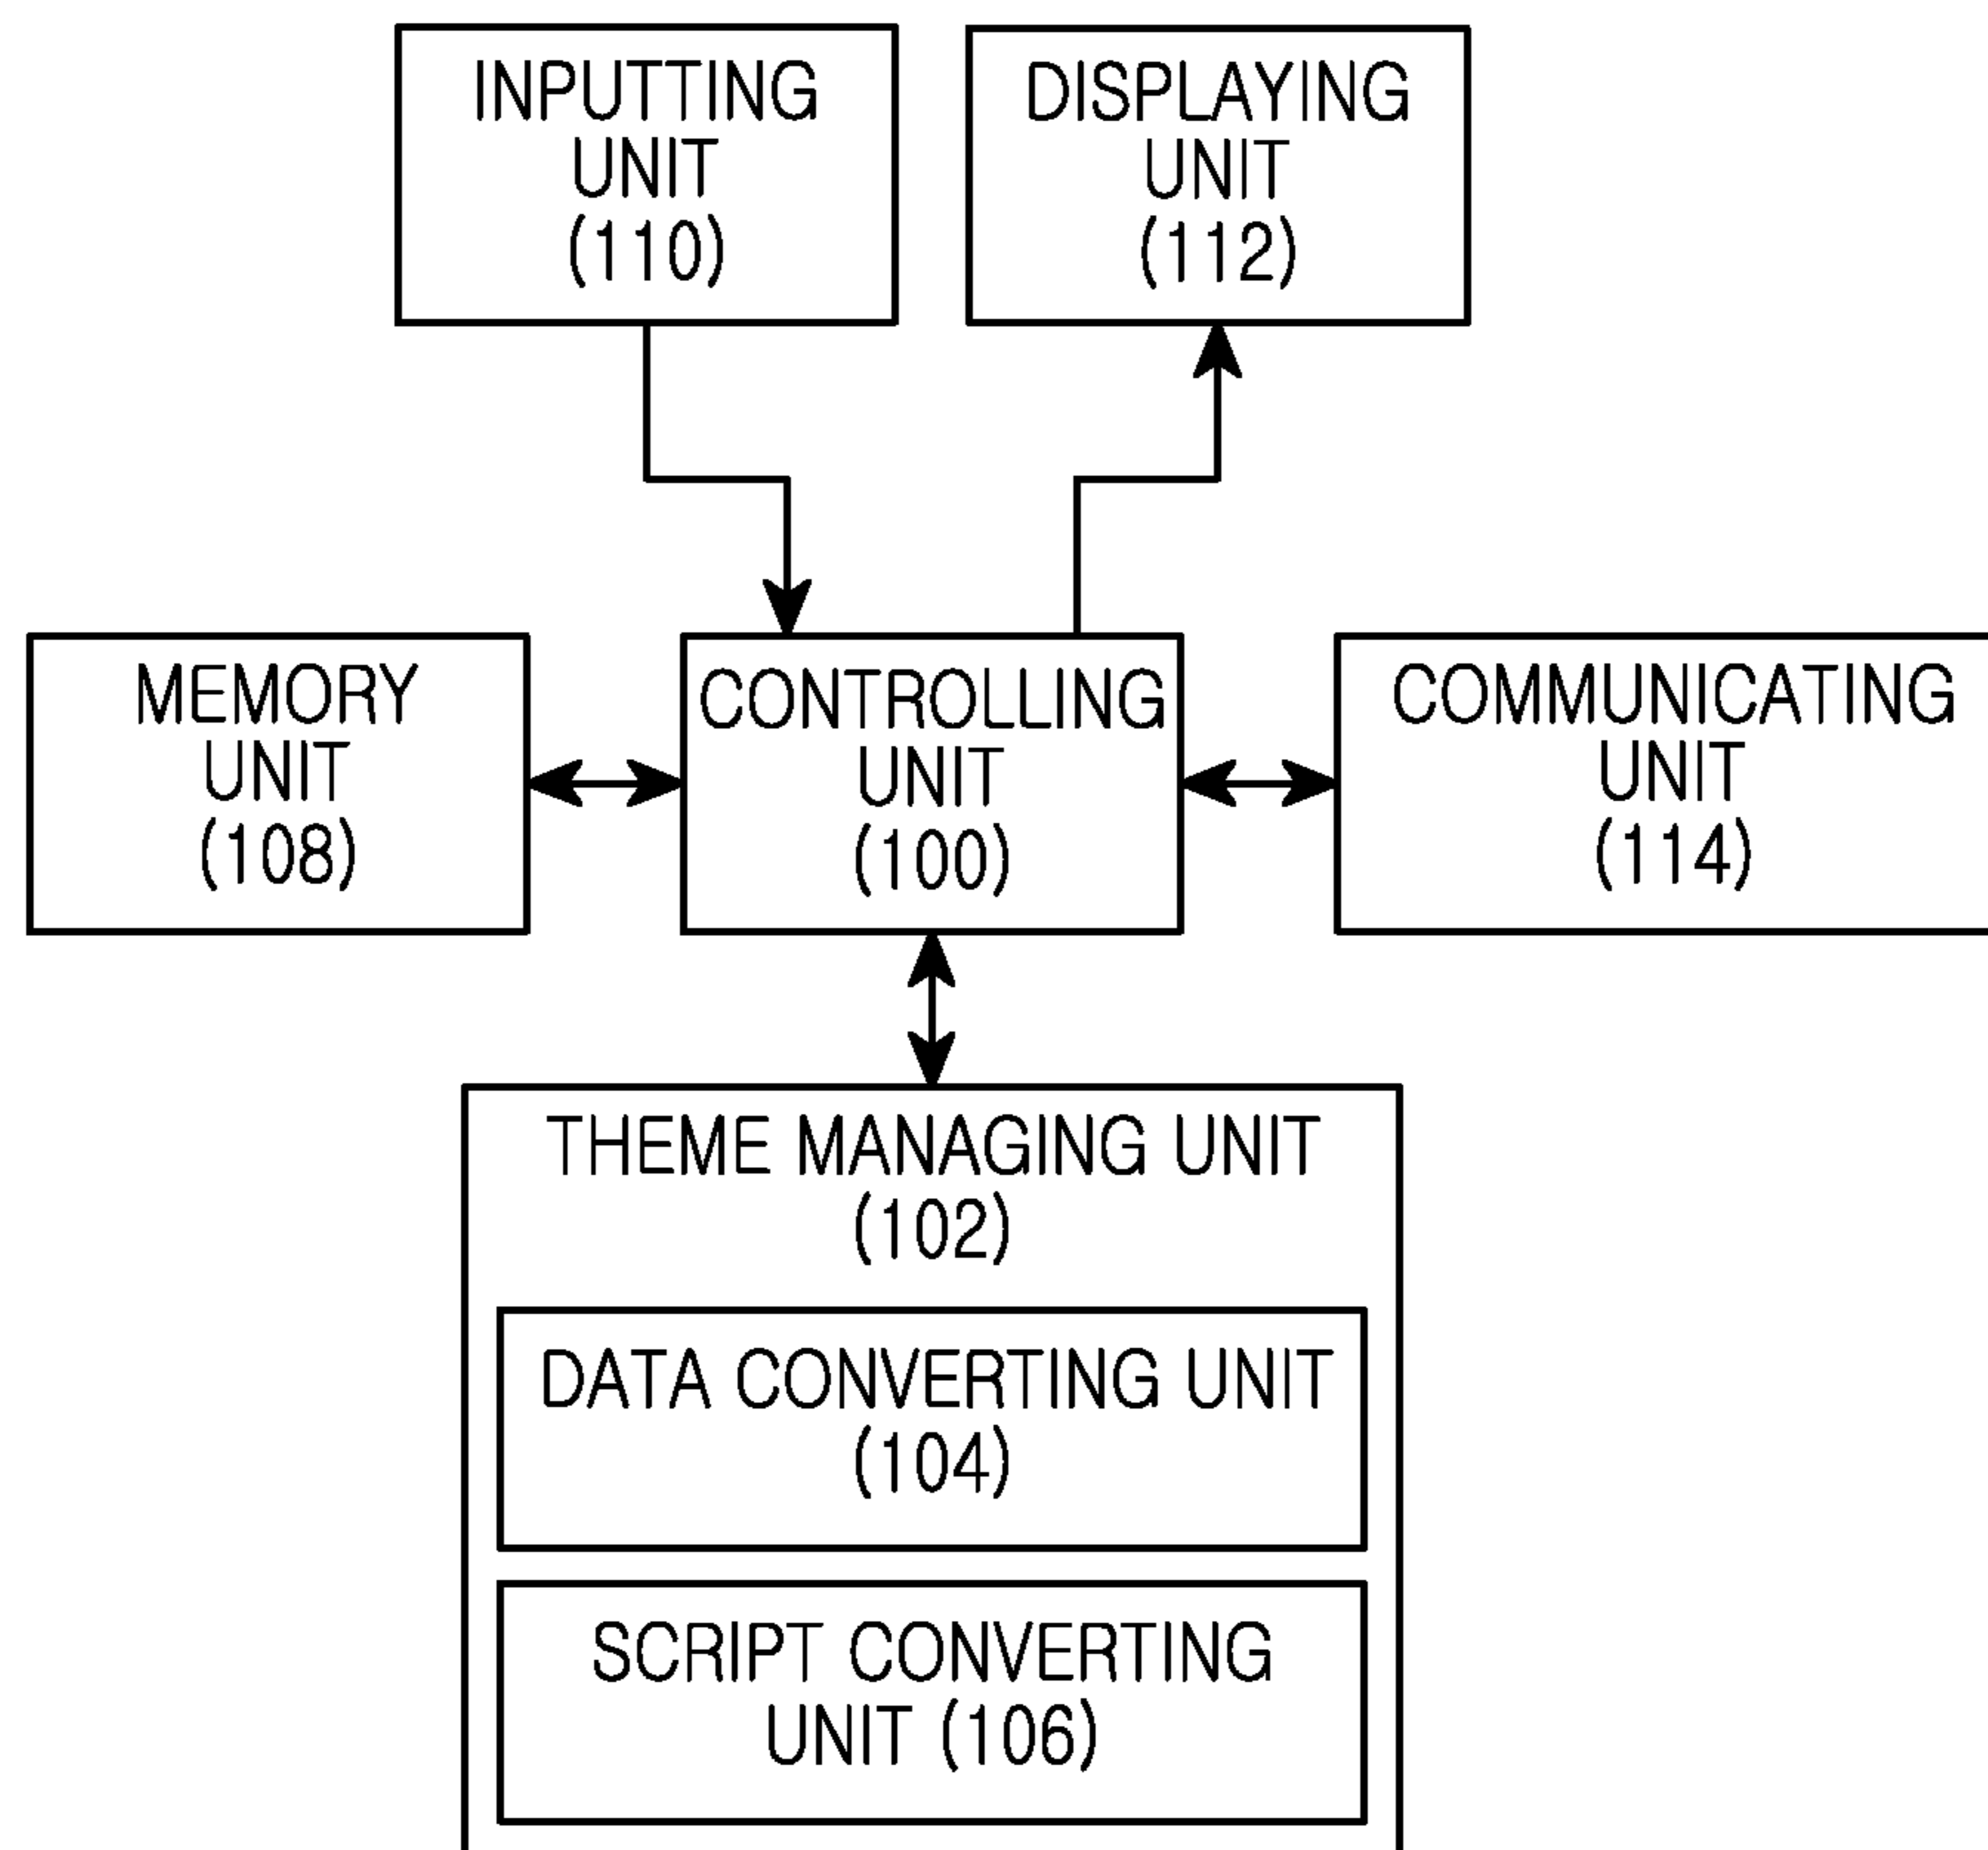 INPUTTING
UNIT
(110)
DISPLAYING
UNIT
(112)
MEMORY
UNIT
(108)
CONTROLLING
UNIT
(100)
COMMUNICATING
UNIT
(114)
THEME MANAGING UNIT
(102)
DATA CONVERTING UNIT
(104)
SCRIPT CONVERTING
UNIT (106)